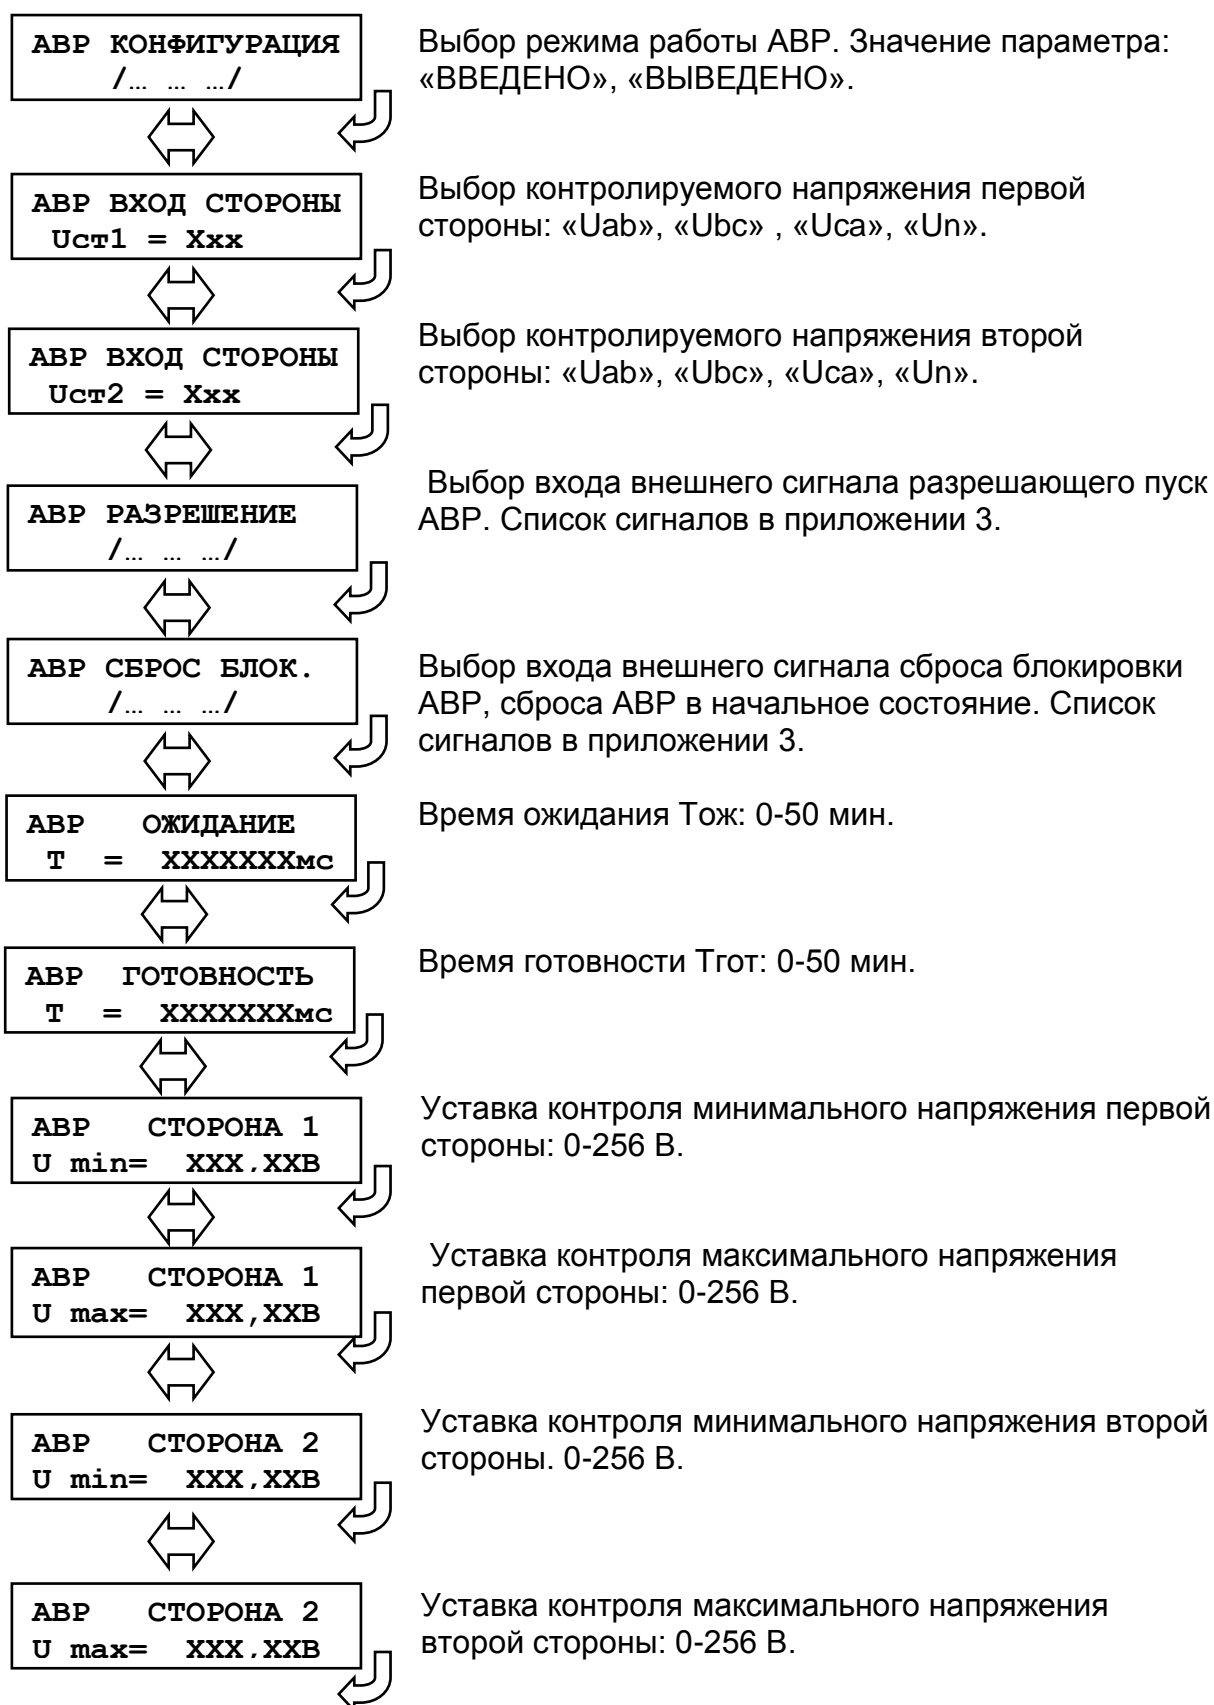 АВР КОНФИГУРАЦИЯ
/… … …/
Выбор режима работы АВР. Значение параметра:
«ВВЕДЕНО», «ВЫВЕДЕНО».
АВР ВХОД СТОРОНЫ
Uст1 = Xxx
Выбор контролируемого напряжения первой
стороны: «Uab», «Ubc» , «Uca», «Un».
АВР ВХОД СТОРОНЫ
Uст2 = Xxx
Выбор контролируемого напряжения второй
стороны: «Uab», «Ubc», «Uca», «Un».
АВР РАЗРЕШЕНИЕ
/… … …/
Выбор входа внешнего сигнала разрешающего пуск
АВР. Список сигналов в приложении 3.
АВР СБРОС БЛОК.
/… … …/
Выбор входа внешнего сигнала сброса блокировки
АВР, сброса АВР в начальное состояние. Список
сигналов в приложении 3.
АВР ОЖИДАНИЕ
Т = ХХХХХХХмс
Время ожидания Тож: 0-50 мин.
АВР ГОТОВНОСТЬ
Т = ХХХХХХХмс
Время готовности Тгот: 0-50 мин.
АВР СТОРОНА 1
U min= XXX,XXВ
Уставка контроля минимального напряжения первой
стороны: 0-256 В.
АВР СТОРОНА 1
U max= XXX,XXВ
Уставка контроля максимального напряжения
первой стороны: 0-256 В.
АВР СТОРОНА 2
U min= XXX,XXВ
Уставка контроля минимального напряжения второй
стороны. 0-256 В.
АВР СТОРОНА 2
U max= XXX,XXВ
Уставка контроля максимального напряжения
второй стороны: 0-256 В.